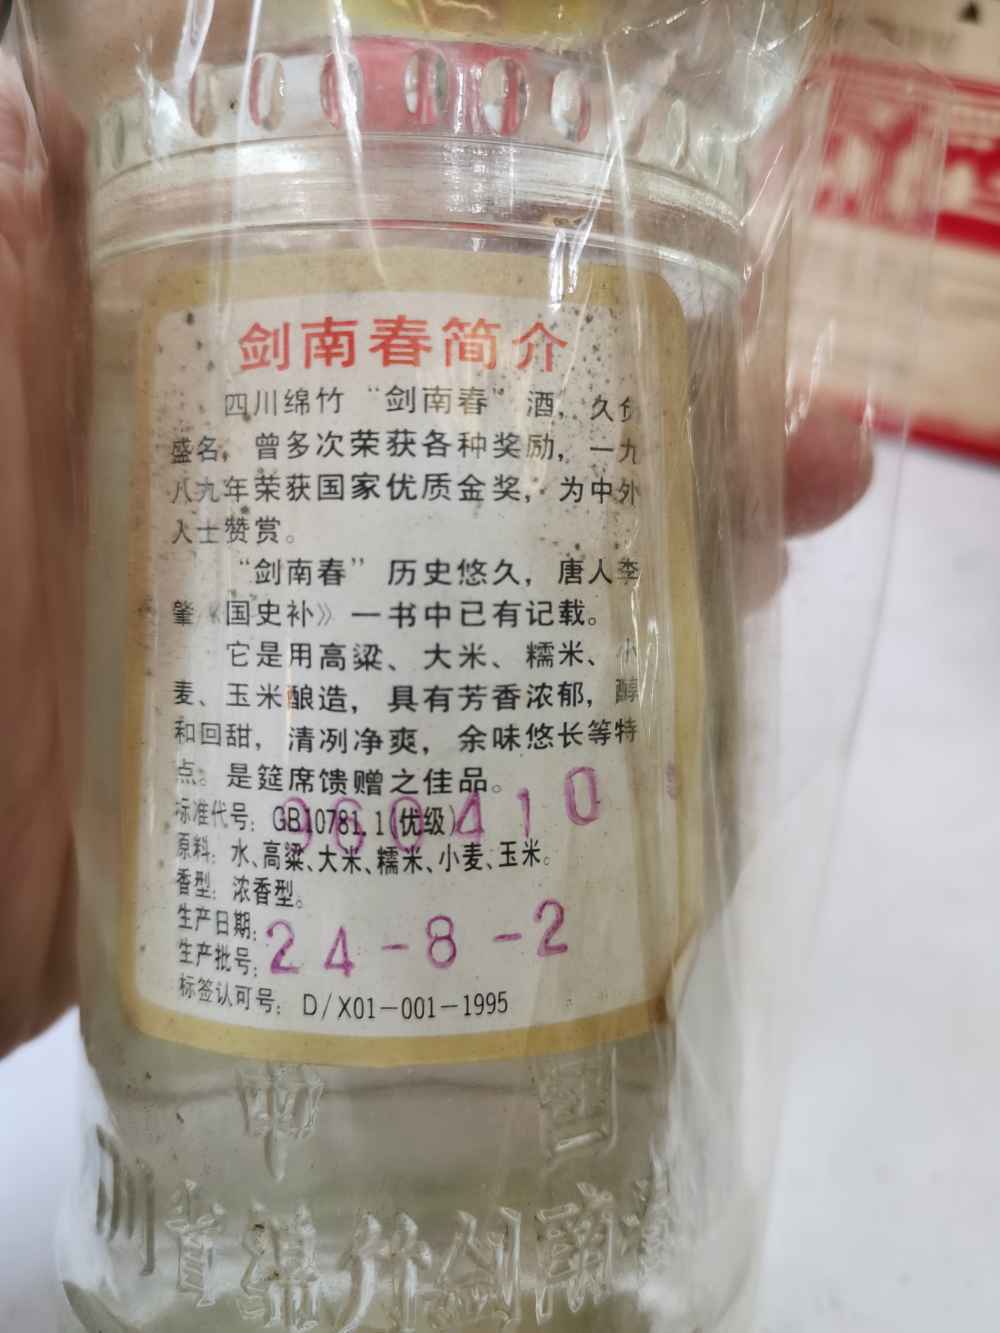 剑南春简介
四川绵竹“剑南春”酒，久负
盛名，曾多次荣获各种奖励，一九
八九年荣获国家优质金奖，为中外
人士赞赏。
“剑南春”历史悠久，唐人李
肇《国史补》一书中已有记载。
它是用高粱、大米、糯米、小
麦、玉米酿造，具有芳香浓郁，醇
和回甜，清冽净爽，余味悠长等特
点。是筵席馈赠之佳品。
960410
标准代号：GB10781.1(优级)
原料：水、高粱、大米、糯米、小麦、玉米。
香型：浓香型。
生产日期：
生产批号：24-8-2
标签认可号：D/X01-001-1995
中国
川省绵竹剑南春